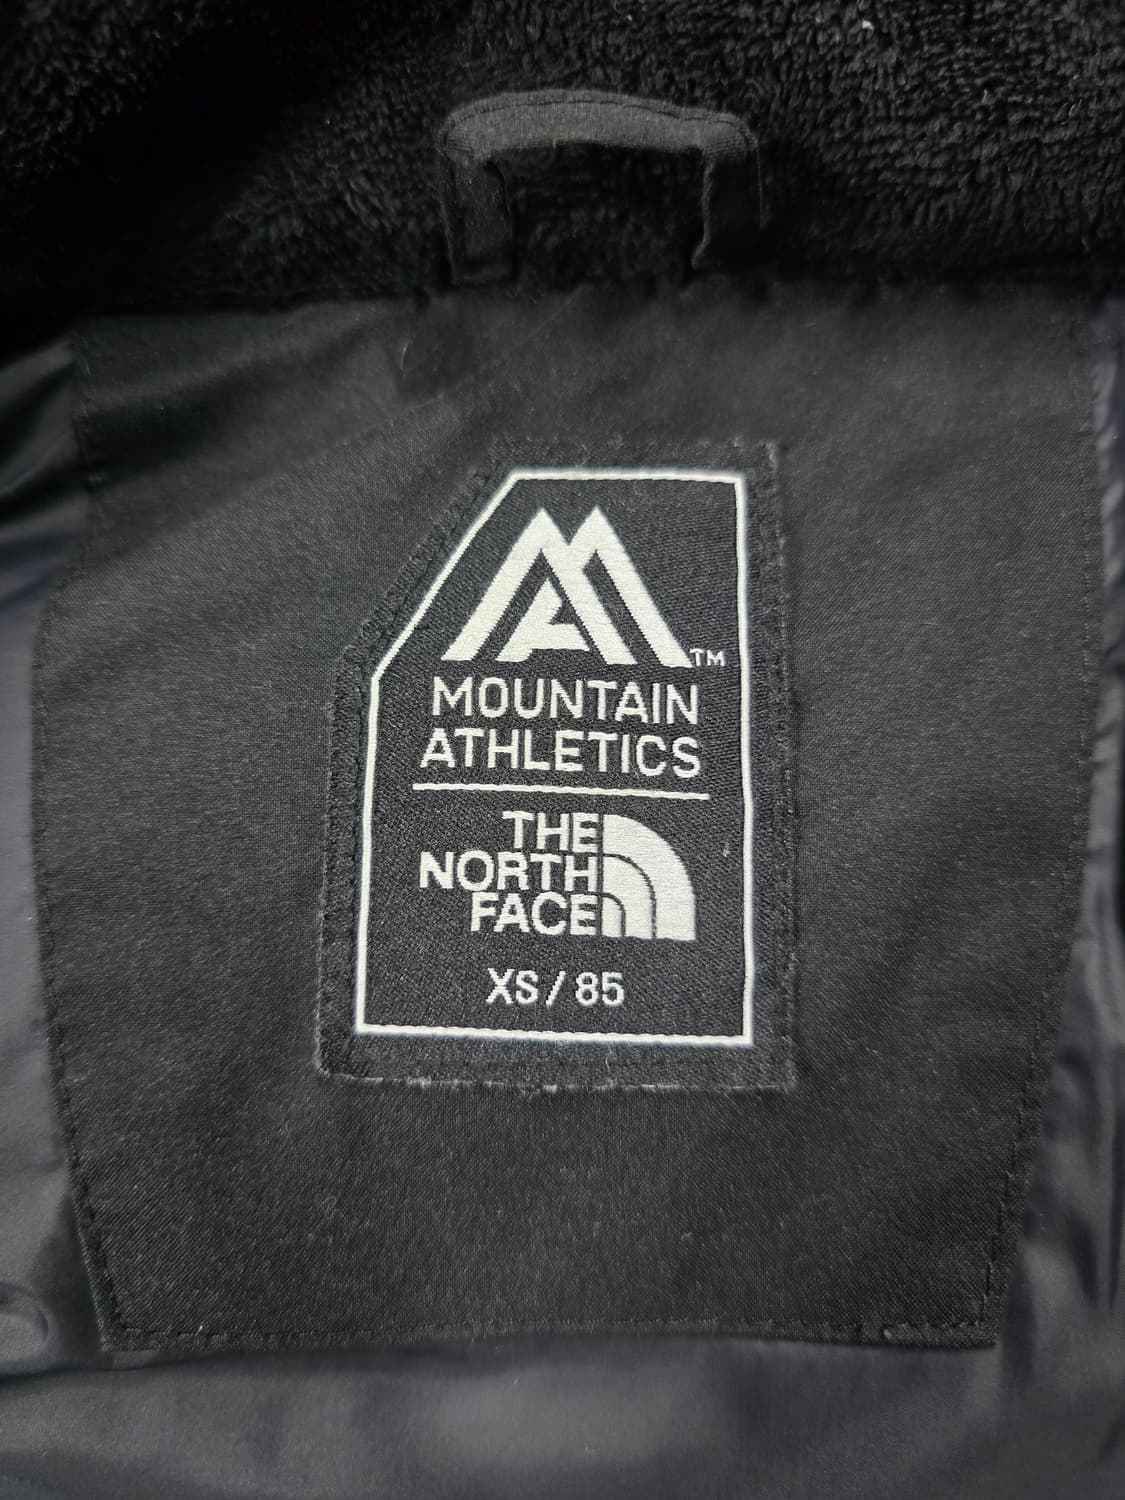 TM
MOUNTAIN
ATHLETICS
THE
NORTH
FACE
XS / 85